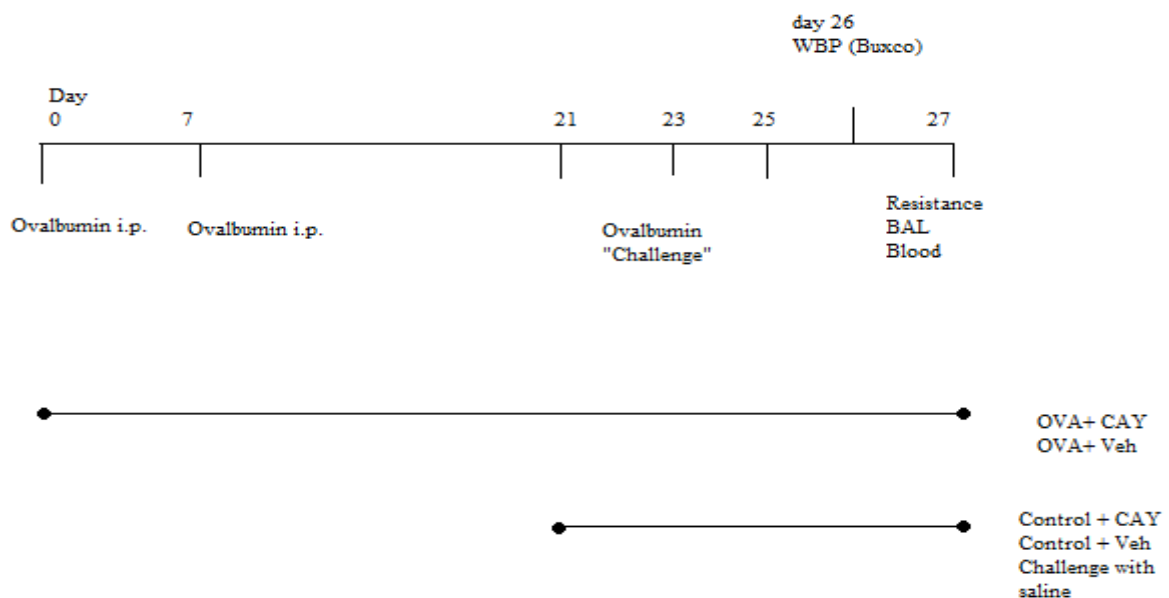 day 26
WBP (Buxco)
Day
0 7 21 23 25 27
Ovalbumin i.p.
Ovalbumin i.p.
Ovalbumin
"Challenge"
Resistance
BAL
Blood
OVA+ CAY
OVA+ Veh
Control + CAY
Control + Veh
Challenge with
saline